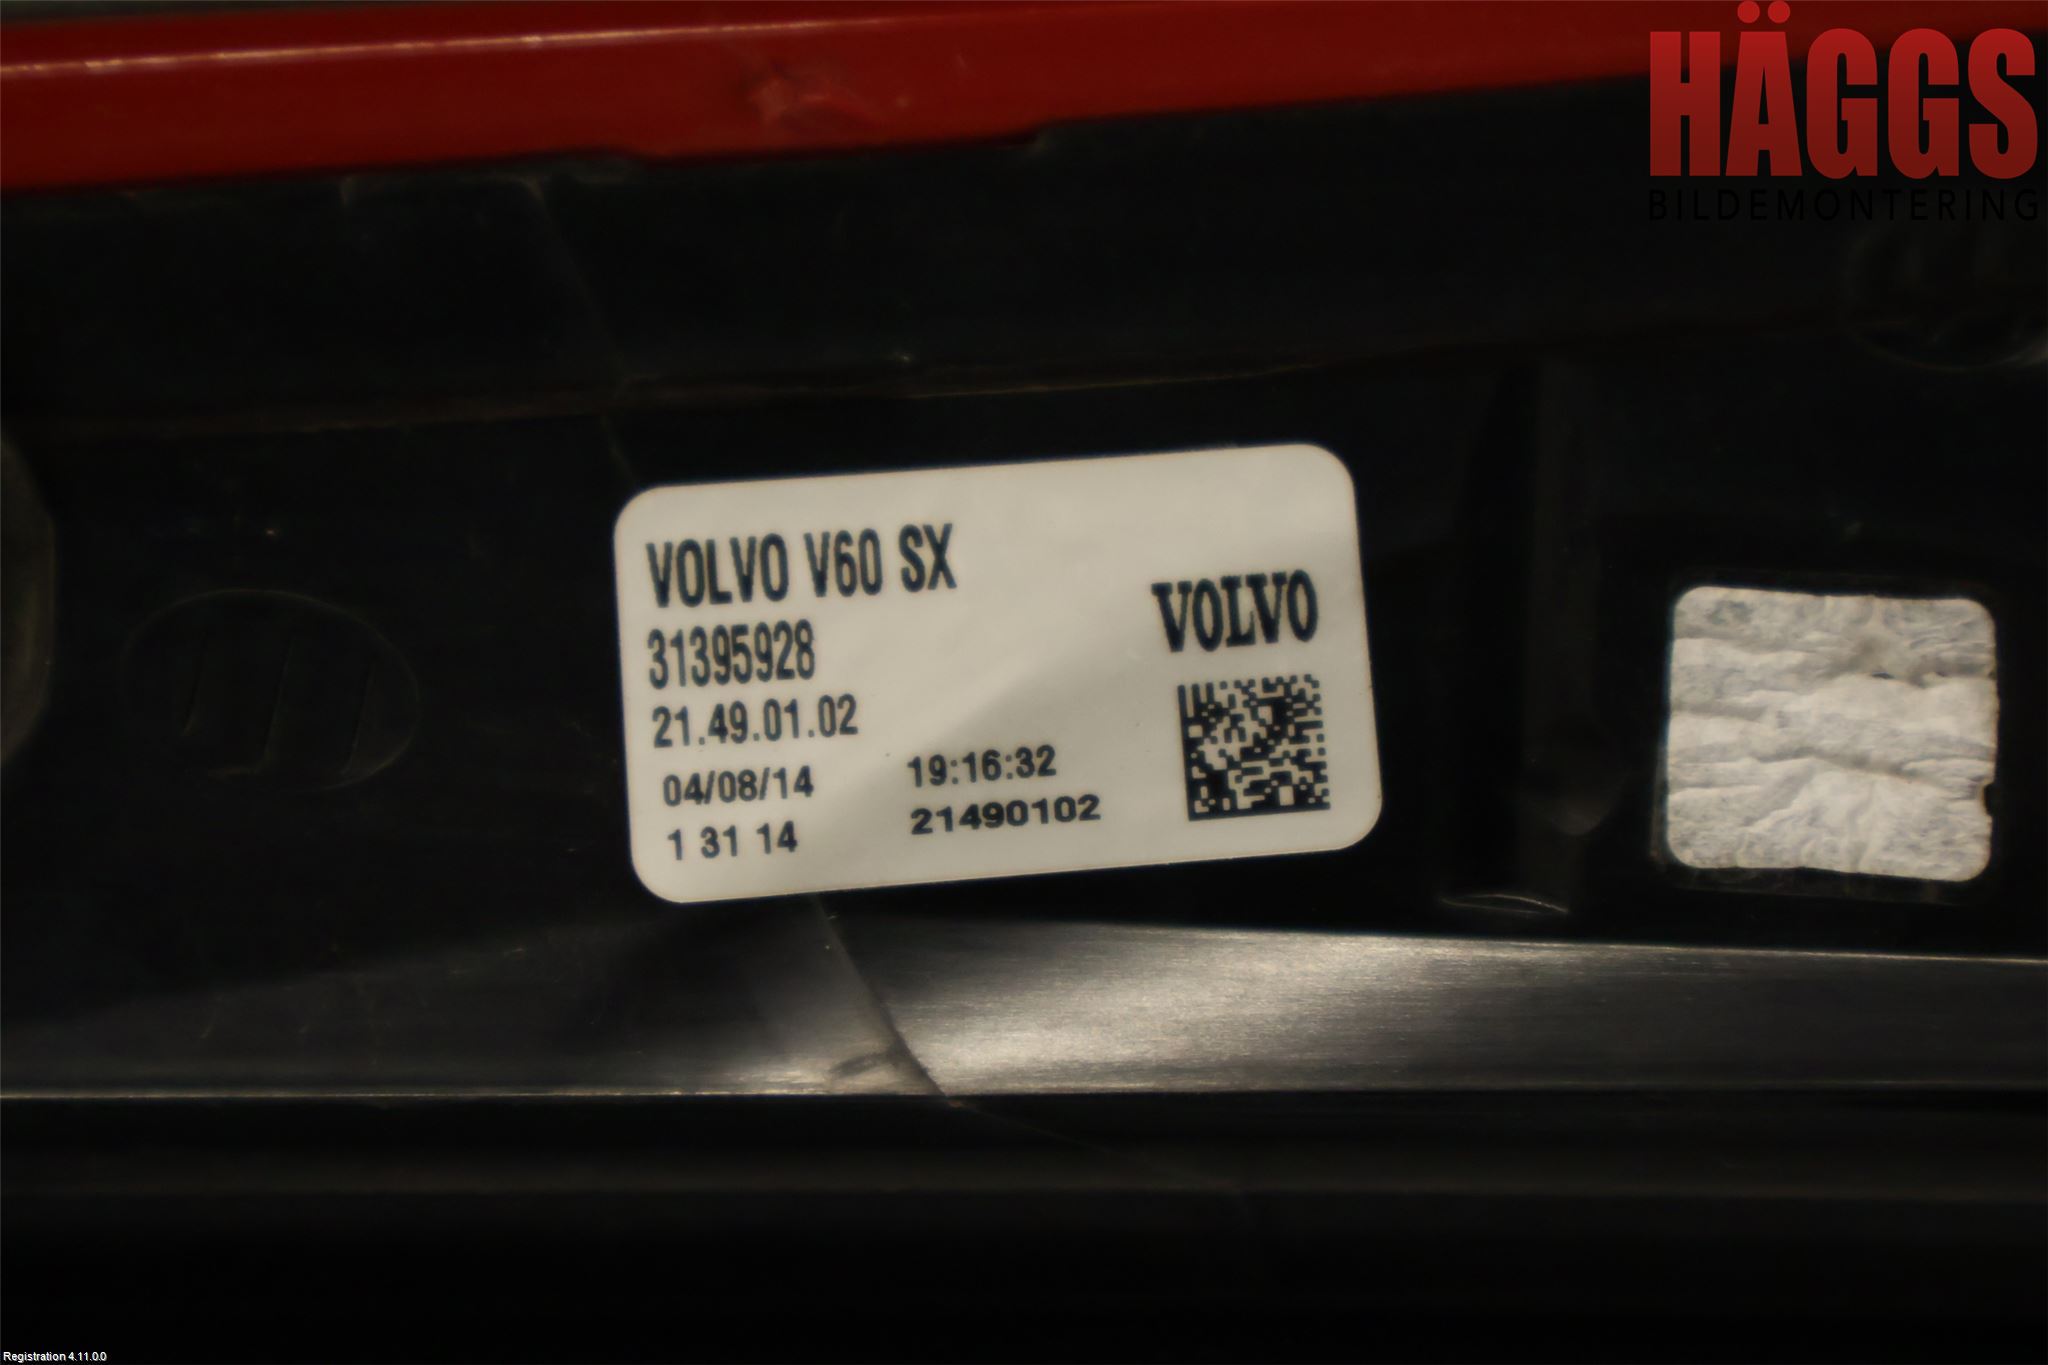 HÄGGS
BILDEMONTERING
VOLVO V60 SX
31395928
21.49.01.02
04/08/14 19:16:32
1 31 14 21490102
VOLVO
Registration 4.11.0.0